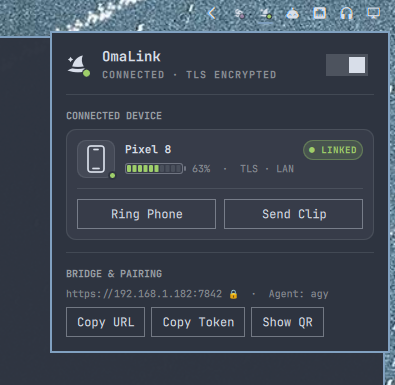 OmaLink
CONNECTED · TLS ENCRYPTED
CONNECTED DEVICE
Pixel 8
LINKED
63% · TLS · LAN
Ring Phone
Send Clip
BRIDGE & PAIRING
https://192.168.1.182:7842 🔒 · Agent: agy
Copy URL
Copy Token
Show QR